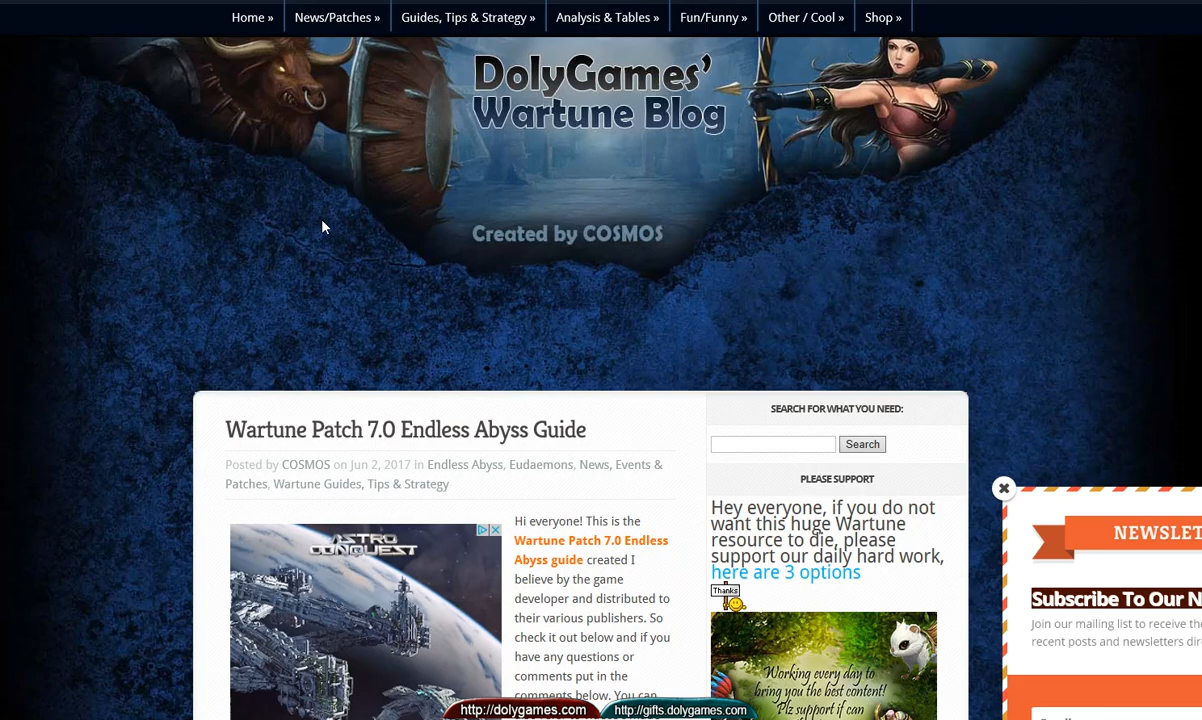 Home »
News/Patches »
Guides, Tips & Strategy »
Analysis & Tables »
Fun/Funny »
Other / Cool »
Shop »
DolyGames'
Wartune Blog
Created by COSMOS
Wartune Patch 7.0 Endless Abyss Guide
Posted by COSMOS on Jun 2, 2017 in Endless Abyss, Eudaemons, News, Events &
Patches, Wartune Guides, Tips & Strategy
ASTRO
CONQUEST
Hi everyone! This is the
Wartune Patch 7.0 Endless
Abyss guide created I
believe by the game
developer and distributed to
their various publishers. So
check it out below and if you
have any questions or
comments put in the
comments below. You can
SEARCH FOR WHAT YOU NEED:
Search
PLEASE SUPPORT
Hey everyone, if you do not
want this huge Wartune
resource to die, please
support our daily hard work,
here are 3 options
Thanks
Working every day to
bring you the best content!
Plz support if can
NEWSLET
Subscribe To Our N
Join our mailing list to receive the
recent posts and newsletters dir
http://dolygames.com
http://gifts.dolygames.com